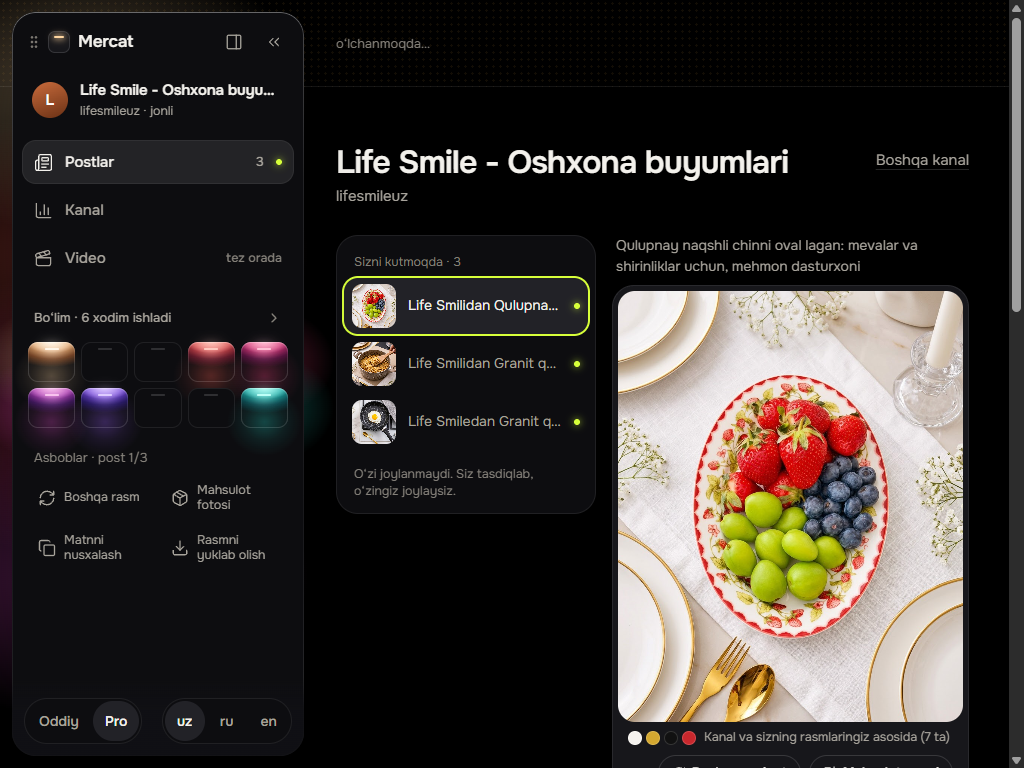 Mercat
L
Life Smile - Oshxona buyu...
lifesmileuz · jonli
Postlar 3
Kanal
Video tez orada
Bo‘lim · 6 xodim ishladi
Asboblar · post 1/3
Boshqa rasm
Mahsulot
fotosi
Matnni
nusxalash
Rasmni
yuklab olish
Oddiy Pro uz ru en
o‘lchanmoqda...
Life Smile - Oshxona buyumlari
Boshqa kanal
lifesmileuz
Sizni kutmoqda · 3
Life Smilidan Qulupna...
Life Smilidan Granit q...
Life Smiledan Granit q...
O‘zi joylanmaydi. Siz tasdiqlab,
o‘zingiz joylaysiz.
Qulupnay naqshli chinni oval lagan: mevalar va
shirinliklar uchun, mehmon dasturxoni
Kanal va sizning rasmlaringiz asosida (7 ta)